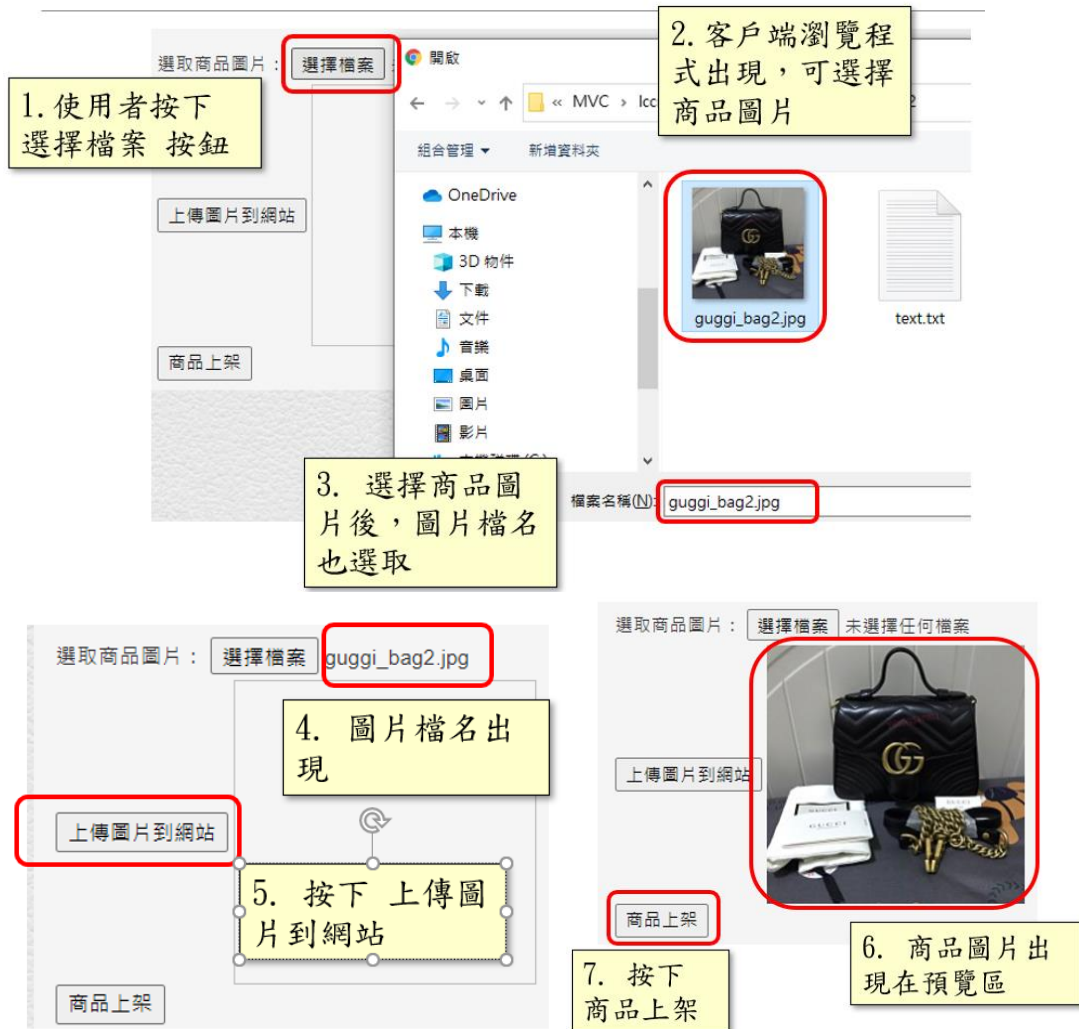 選取商品圖片：
選擇檔案
1.使用者按下
選擇檔案 按鈕
開啟
2.客戶端瀏覽程
式出現，可選擇
商品圖片
« MVC ›
組合管理
新增資料夾
OneDrive
本機
3D 物件
下載
文件
音樂
桌面
圖片
影片
guggi_bag2.jpg
text.txt
上傳圖片到網站
商品上架
3. 選擇商品圖
片後，圖片檔名
也選取
檔案名稱(N):
guggi_bag2.jpg
選取商品圖片：
選擇檔案
guggi_bag2.jpg
4. 圖片檔名出
現
上傳圖片到網站
5. 按下 上傳圖
片到網站
商品上架
選取商品圖片：
選擇檔案
未選擇任何檔案
上傳圖片到網站
GUCCI
商品上架
6. 商品圖片出
現在預覽區
7. 按下
商品上架